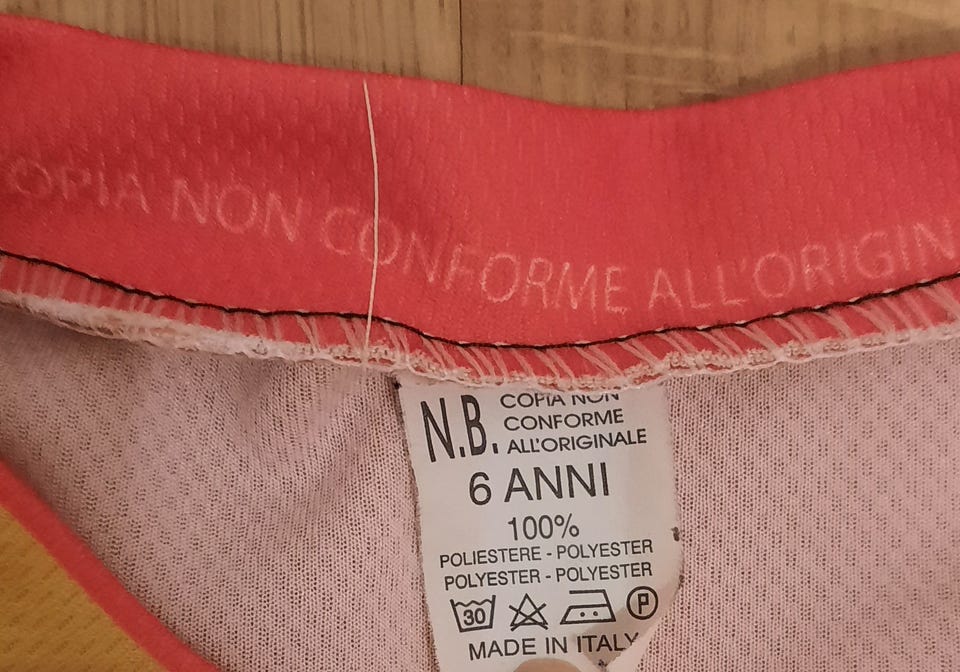 OPIA NON CONFORME ALL'ORIGIN
N.B. COPIA NON
CONFORME
ALL'ORIGINALE
6 ANNI
100%
POLIESTERE - POLYESTER
POLYESTER - POLYESTER
30 P
MADE IN ITALY